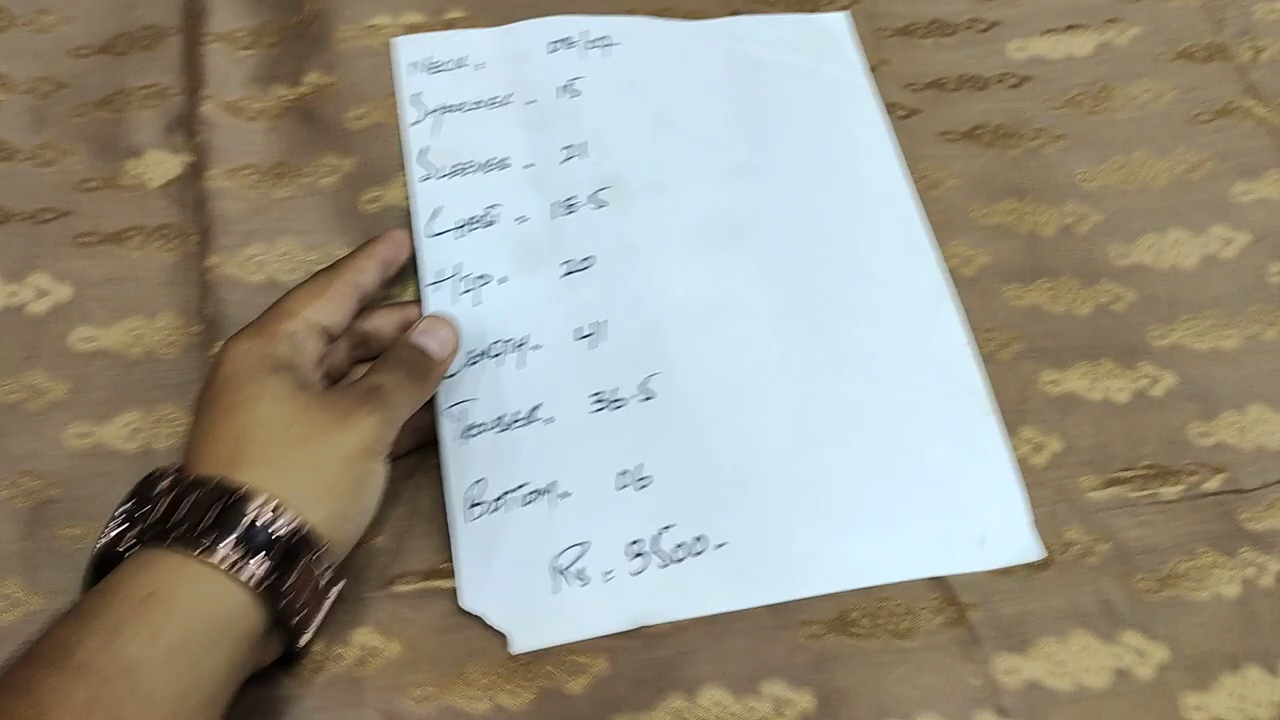 Neck -
Shoulder - 15
Sleeves - 21
Chest - 18.5
Hip - 20
Length - 41
Trouser - 36.5
Bottom - 06
Rs = 3500-